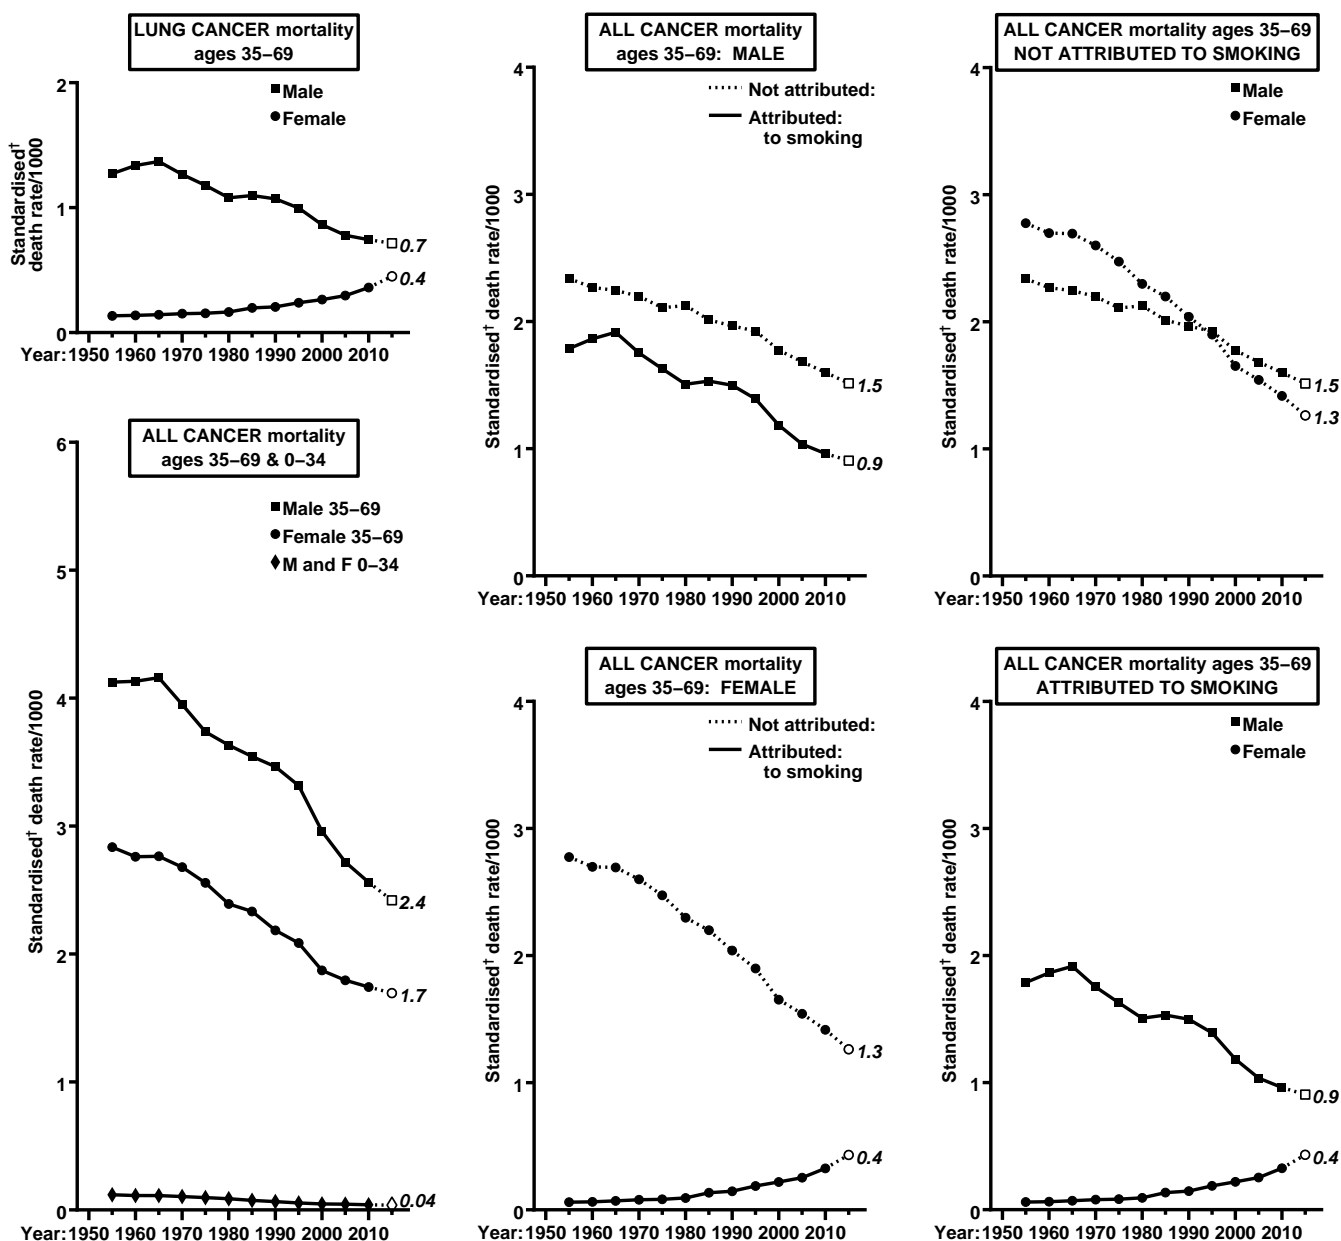 LUNG CANCER mortality
ages 35–69
2
1
0
Standardised†
death rate/1000
Male
Female
0.7
0.4
Year: 1950 1960 1970 1980 1990 2000 2010
ALL CANCER mortality
ages 35–69 & 0–34
6
5
4
3
2
1
0
Standardised† death rate/1000
Male 35–69
Female 35–69
M and F 0–34
2.4
1.7
0.04
Year: 1950 1960 1970 1980 1990 2000 2010
ALL CANCER mortality
ages 35–69: MALE
4
3
2
1
0
Standardised† death rate/1000
Not attributed:
Attributed:
to smoking
1.5
0.9
Year: 1950 1960 1970 1980 1990 2000 2010
ALL CANCER mortality
ages 35–69: FEMALE
4
3
2
1
0
Standardised† death rate/1000
Not attributed:
Attributed:
to smoking
1.3
0.4
Year: 1950 1960 1970 1980 1990 2000 2010
ALL CANCER mortality ages 35–69
NOT ATTRIBUTED TO SMOKING
4
3
2
1
0
Standardised† death rate/1000
Male
Female
1.5
1.3
Year: 1950 1960 1970 1980 1990 2000 2010
ALL CANCER mortality ages 35–69
ATTRIBUTED TO SMOKING
4
3
2
1
0
Standardised† death rate/1000
Male
Female
0.9
0.4
Year: 1950 1960 1970 1980 1990 2000 2010